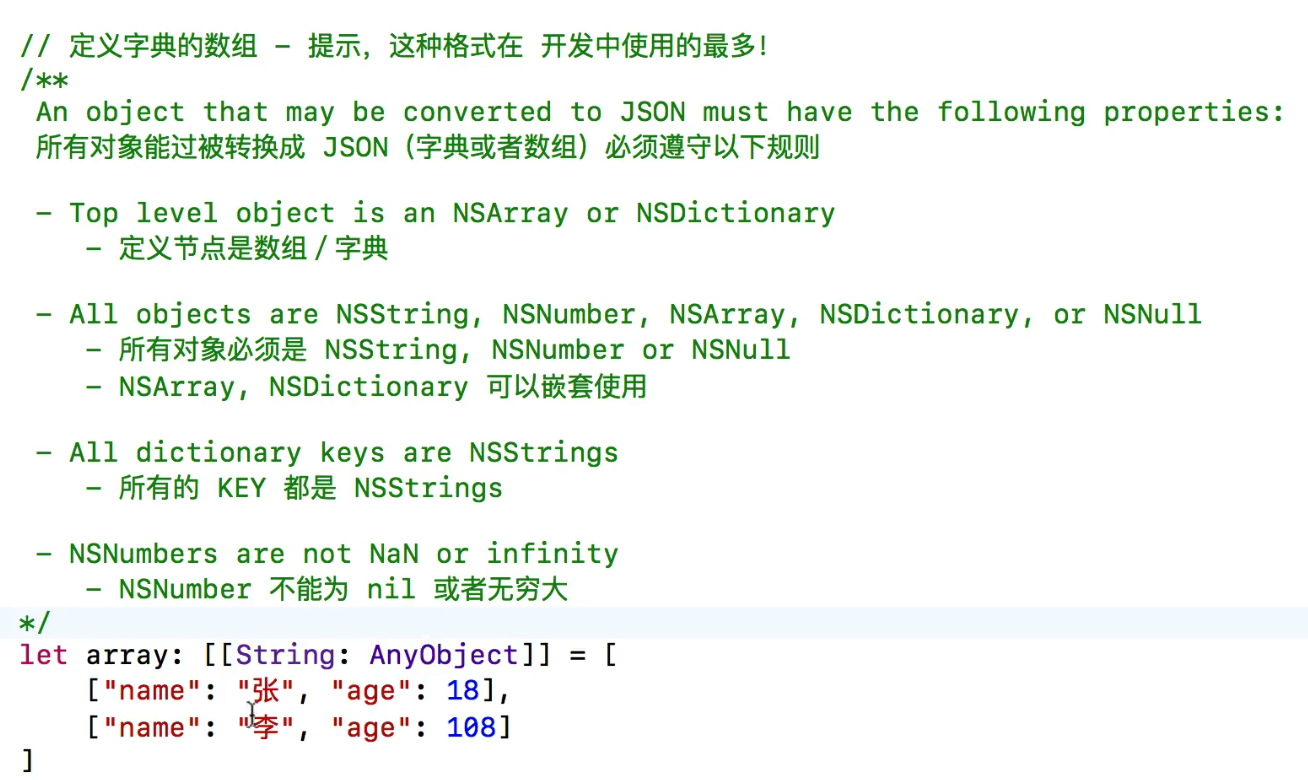 // 定义字典的数组 - 提示，这种格式在 开发中使用的最多！
/**
An object that may be converted to JSON must have the following properties:
所有对象能过被转换成 JSON（字典或者数组）必须遵守以下规则
- Top level object is an NSArray or NSDictionary
- 定义节点是数组／字典
- All objects are NSString, NSNumber, NSArray, NSDictionary, or NSNull
- 所有对象必须是 NSString, NSNumber or NSNull
- NSArray, NSDictionary 可以嵌套使用
- All dictionary keys are NSStrings
- 所有的 KEY 都是 NSStrings
- NSNumbers are not NaN or infinity
- NSNumber 不能为 nil 或者无穷大
*/
let array: [[String: AnyObject]] = [
["name": "张", "age": 18],
["name": "李", "age": 108]
]